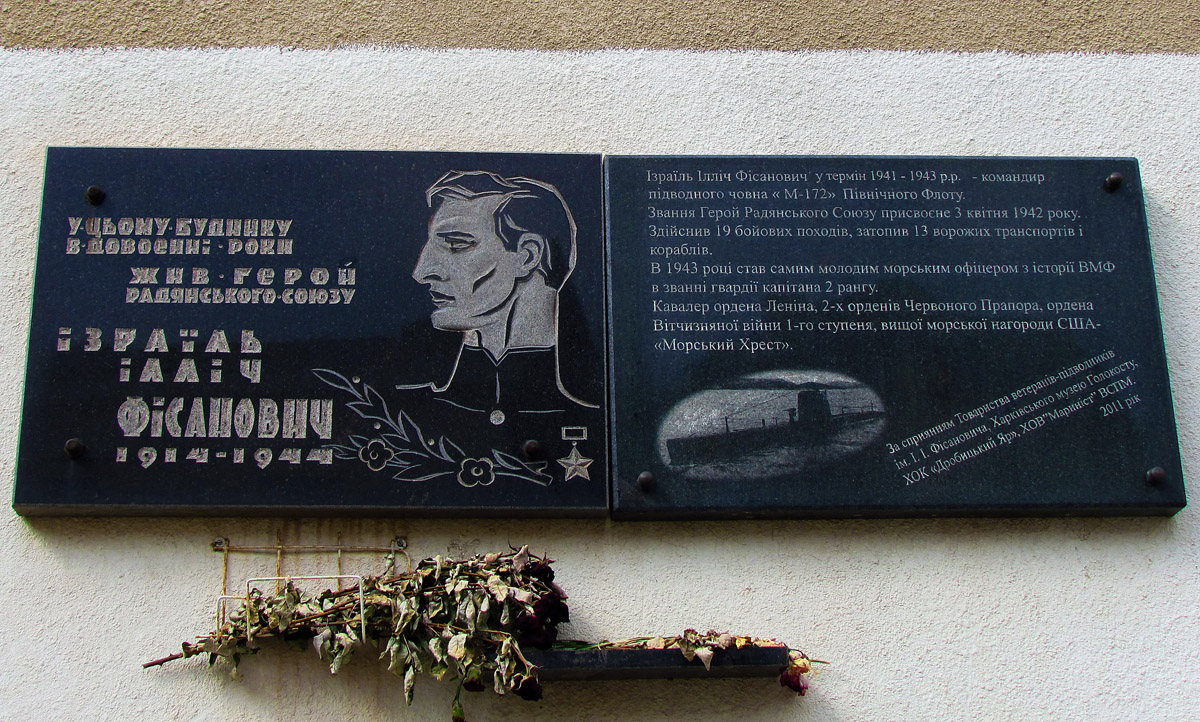 У·ЦЬОМУ·БУДИНКУ
В·ДОВОЄННІ·РОКИ
ЖИВ·ГЕРОЙ
РАДЯНСЬКОГО·СОЮЗУ
ІЗРАЇЛЬ
ІЛЛІЧ
ФІСАНОВИЧ
1914-1944
Ізраїль Ілліч Фісанович у термін 1941 - 1943 р.р. - командир
підводного човна « М-172» Північного Флоту.
Звання Герой Радянського Союзу присвоєне 3 квітня 1942 року.
Здійснив 19 бойових походів, затопив 13 ворожих транспортів і
кораблів.
В 1943 році став самим молодим морським офіцером з історії ВМФ
в званні гвардії капітана 2 рангу.
Кавалер ордена Леніна, 2-х орденів Червоного Прапора, ордена
Вітчизняної війни 1-го ступеня, вищої морської нагороди США-
«Морський Хрест».
За сприянням Товариства ветеранів-підводників
ім. І. І. Фісановича, Харківського музею Голокосту,
ХОК «Дробицький Яр», ХОВ"Мариніст" ВСПМ.
2011 рік